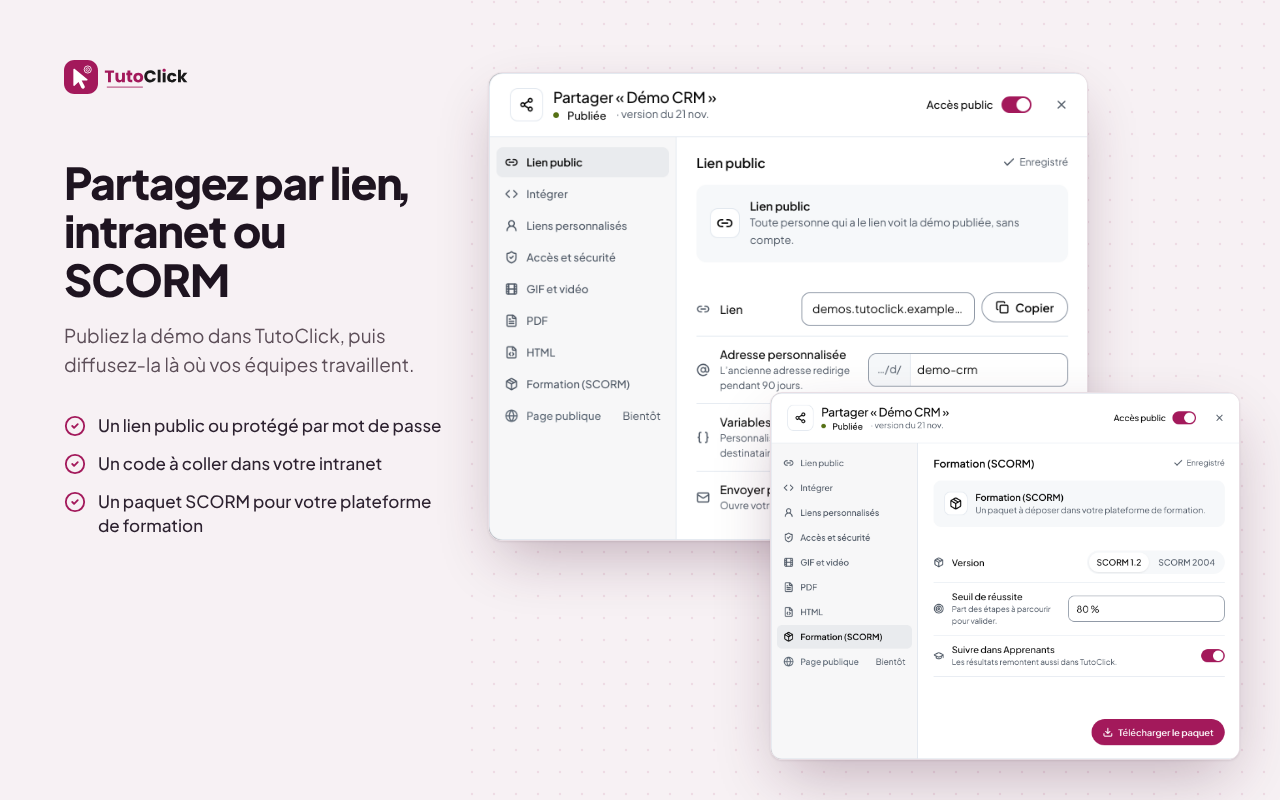 TutoClick
Partagez par lien,
intranet ou
SCORM
Publiez la démo dans TutoClick, puis
diffusez-la là où vos équipes travaillent.
Un lien public ou protégé par mot de passe
Un code à coller dans votre intranet
Un paquet SCORM pour votre plateforme
de formation
Partager « Démo CRM »
Publiée · version du 21 nov.
Accès public
Lien public
Intégrer
Liens personnalisés
Accès et sécurité
GIF et vidéo
PDF
HTML
Formation (SCORM)
Page publique Bientôt
Lien public
Enregistré
Lien public
Toute personne qui a le lien voit la démo publiée, sans
compte.
Lien
demos.tutoclick.example…
Copier
Adresse personnalisée
L'ancienne adresse redirige
pendant 90 jours.
…/d/ demo-crm
Variables
Envoyer
Partager « Démo CRM »
Publiée · version du 21 nov.
Accès public
Lien public
Intégrer
Liens personnalisés
Accès et sécurité
GIF et vidéo
PDF
HTML
Formation (SCORM)
Page publique Bientôt
Formation (SCORM)
Enregistré
Formation (SCORM)
Un paquet à déposer dans votre plateforme de formation.
Version
SCORM 1.2 SCORM 2004
Seuil de réussite
Part des étapes à parcourir
pour valider.
80 %
Suivre dans Apprenants
Les résultats remontent aussi dans TutoClick.
Télécharger le paquet